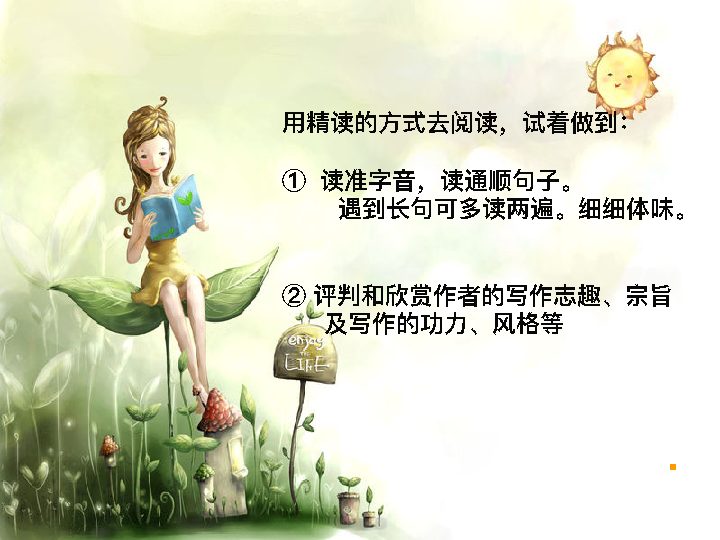 用精读的方式去阅读，试着做到：
① 读准字音，读通顺句子。
遇到长句可多读两遍。细细体味。
② 评判和欣赏作者的写作志趣、宗旨
及写作的功力、风格等
enjoy
LIFE